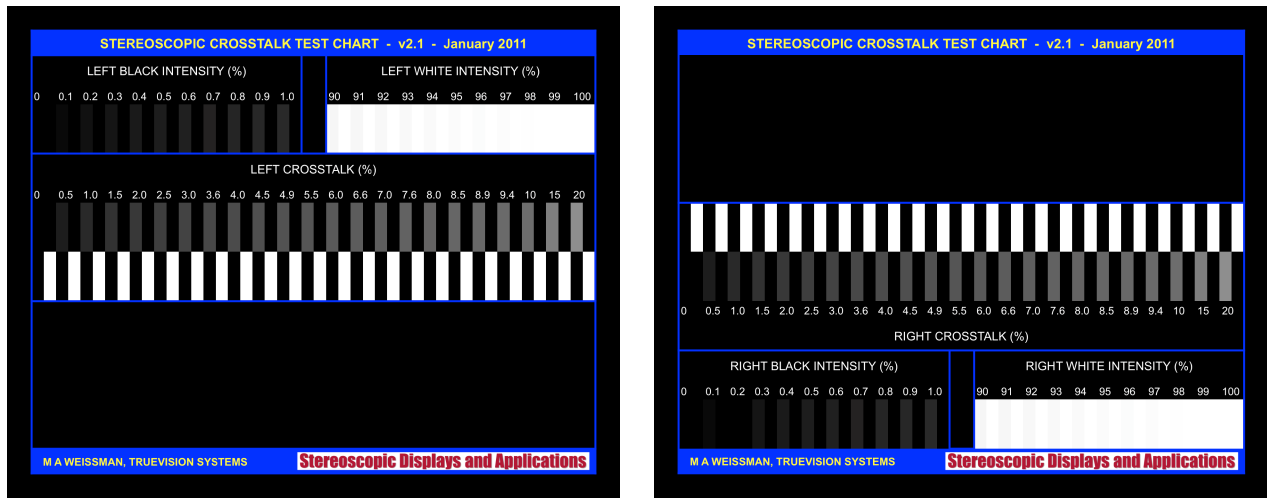 STEREOSCOPIC CROSSTALK TEST CHART - v2.1 - January 2011
LEFT BLACK INTENSITY (%)
0 0.1 0.2 0.3 0.4 0.5 0.6 0.7 0.8 0.9 1.0
LEFT WHITE INTENSITY (%)
90 91 92 93 94 95 96 97 98 99 100
LEFT CROSSTALK (%)
0 0.5 1.0 1.5 2.0 2.5 3.0 3.6 4.0 4.5 4.9 5.5 6.0 6.6 7.0 7.6 8.0 8.5 8.9 9.4 10 15 20
M A WEISSMAN, TRUEVISION SYSTEMS
Stereoscopic Displays and Applications
STEREOSCOPIC CROSSTALK TEST CHART - v2.1 - January 2011
0 0.5 1.0 1.5 2.0 2.5 3.0 3.6 4.0 4.5 4.9 5.5 6.0 6.6 7.0 7.6 8.0 8.5 8.9 9.4 10 15 20
RIGHT CROSSTALK (%)
RIGHT BLACK INTENSITY (%)
0 0.1 0.2 0.3 0.4 0.5 0.6 0.7 0.8 0.9 1.0
RIGHT WHITE INTENSITY (%)
90 91 92 93 94 95 96 97 98 99 100
M A WEISSMAN, TRUEVISION SYSTEMS
Stereoscopic Displays and Applications